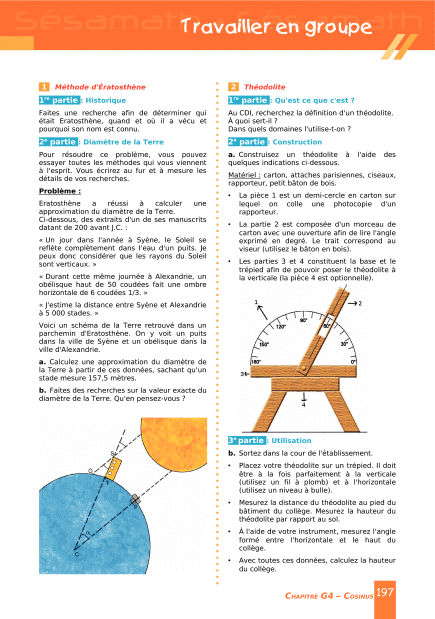 Sésamath Sésamath
Travailler en groupe
1 Méthode d'Ératosthène
1re partie : Historique
Faites une recherche afin de déterminer qui
était Eratosthène, quand et où il a vécu et
pourquoi son nom est connu.
2e partie : Diamètre de la Terre
Pour résoudre ce problème, vous pouvez
essayer toutes les méthodes qui vous viennent
à l'esprit. Vous écrirez au fur et à mesure les
détails de vos recherches.
Problème :
Eratosthène a réussi à calculer une
approximation du diamètre de la Terre.
Ci-dessous, des extraits d'un de ses manuscrits
datant de 200 avant J.C. :
« Un jour dans l'année à Syène, le Soleil se
reflète complètement dans l'eau d'un puits. Je
peux donc considérer que les rayons du Soleil
sont verticaux. »
« Durant cette même journée à Alexandrie, un
obélisque haut de 50 coudées fait une ombre
horizontale de 6 coudées 1/3. »
« J'estime la distance entre Syène et Alexandrie
à 5 000 stades. »
Voici un schéma de la Terre retrouvé dans un
parchemin d'Eratosthène. On y voit un puits
dans la ville de Syène et un obélisque dans la
ville d'Alexandrie.
a. Calculez une approximation du diamètre de
la Terre à partir de ces données, sachant qu'un
stade mesure 157,5 mètres.
b. Faites des recherches sur la valeur exacte du
diamètre de la Terre. Qu'en pensez-vous ?
S
O
C
2 Théodolite
1re partie : Qu'est ce que c'est ?
Au CDI, recherchez la définition d'un théodolite.
À quoi sert-il ?
Dans quels domaines l'utilise-t-on ?
2e partie : Construction
a. Construisez un théodolite à l'aide des
quelques indications ci-dessous.
Matériel : carton, attaches parisiennes, ciseaux,
rapporteur, petit bâton de bois.
• La pièce 1 est un demi-cercle en carton sur
lequel on colle une photocopie d'un
rapporteur.
• La partie 2 est composée d'un morceau de
carton avec une ouverture afin de lire l'angle
exprimé en degré. Le trait correspond au
viseur (utilisez le bâton en bois).
• Les parties 3 et 4 constituent la base et le
trépied afin de pouvoir poser le théodolite à
la verticale (la pièce 4 est optionnelle).
1
2
90°
120°
60°
150°
30°
180°
0°
3
4
3e partie : Utilisation
b. Sortez dans la cour de l'établissement.
• Placez votre théodolite sur un trépied. Il doit
être à la fois parfaitement à la verticale
(utilisez un fil à plomb) et à l'horizontale
(utilisez un niveau à bulle).
• Mesurez la distance du théodolite au pied du
bâtiment du collège. Mesurez la hauteur du
théodolite par rapport au sol.
• À l'aide de votre instrument, mesurez l'angle
formé entre l'horizontale et le haut du
collège.
• Avec toutes ces données, calculez la hauteur
du collège.
CHAPITRE G4 – COSINUS 197